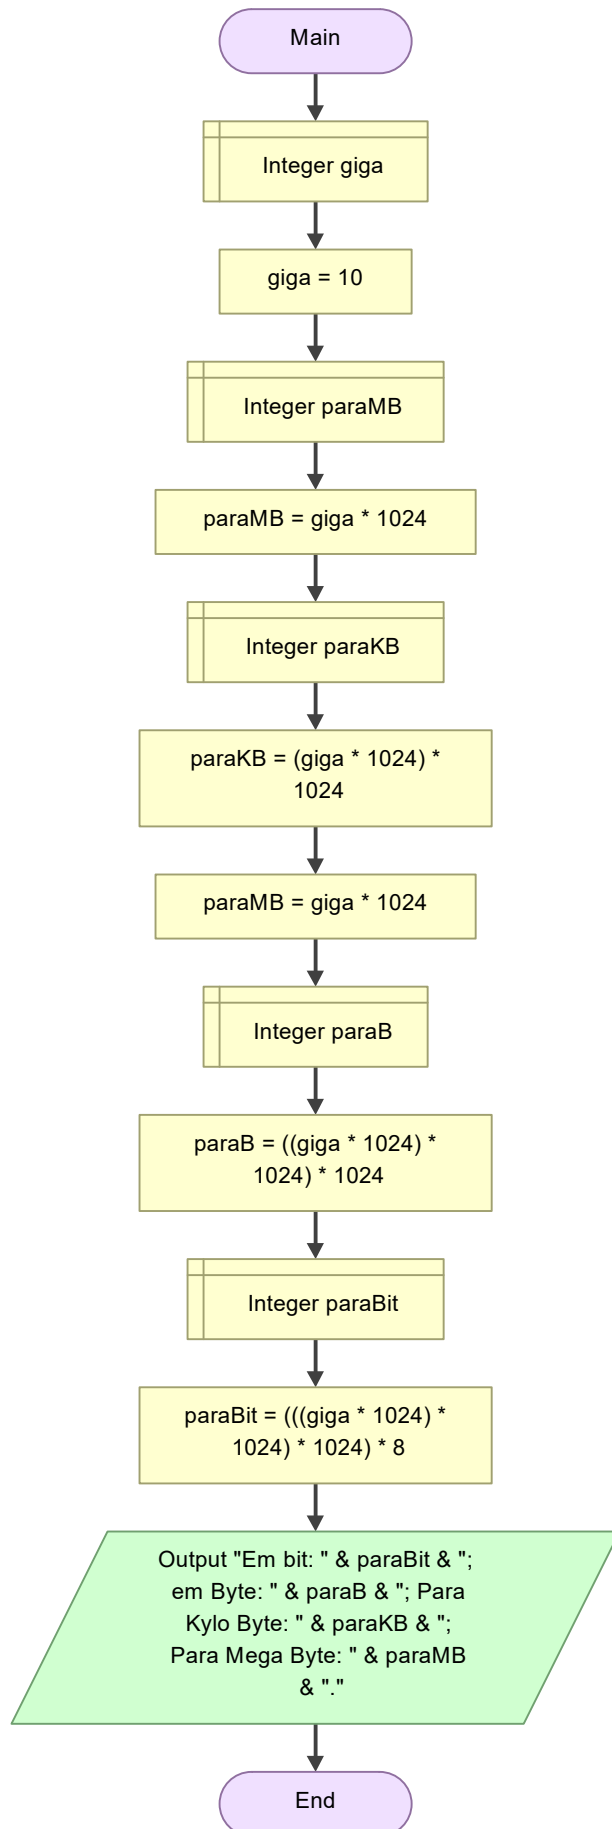 Main
Integer giga
giga = 10
Integer paraMB
paraMB = giga * 1024
Integer paraKB
paraKB = (giga * 1024) *
1024
paraMB = giga * 1024
Integer paraB
paraB = ((giga * 1024) *
1024) * 1024
Integer paraBit
paraBit = (((giga * 1024) *
1024) * 1024) * 8
Output "Em bit: " & paraBit & ";
em Byte: " & paraB & "; Para
Kylo Byte: " & paraKB & ";
Para Mega Byte: " & paraMB
& "."
End